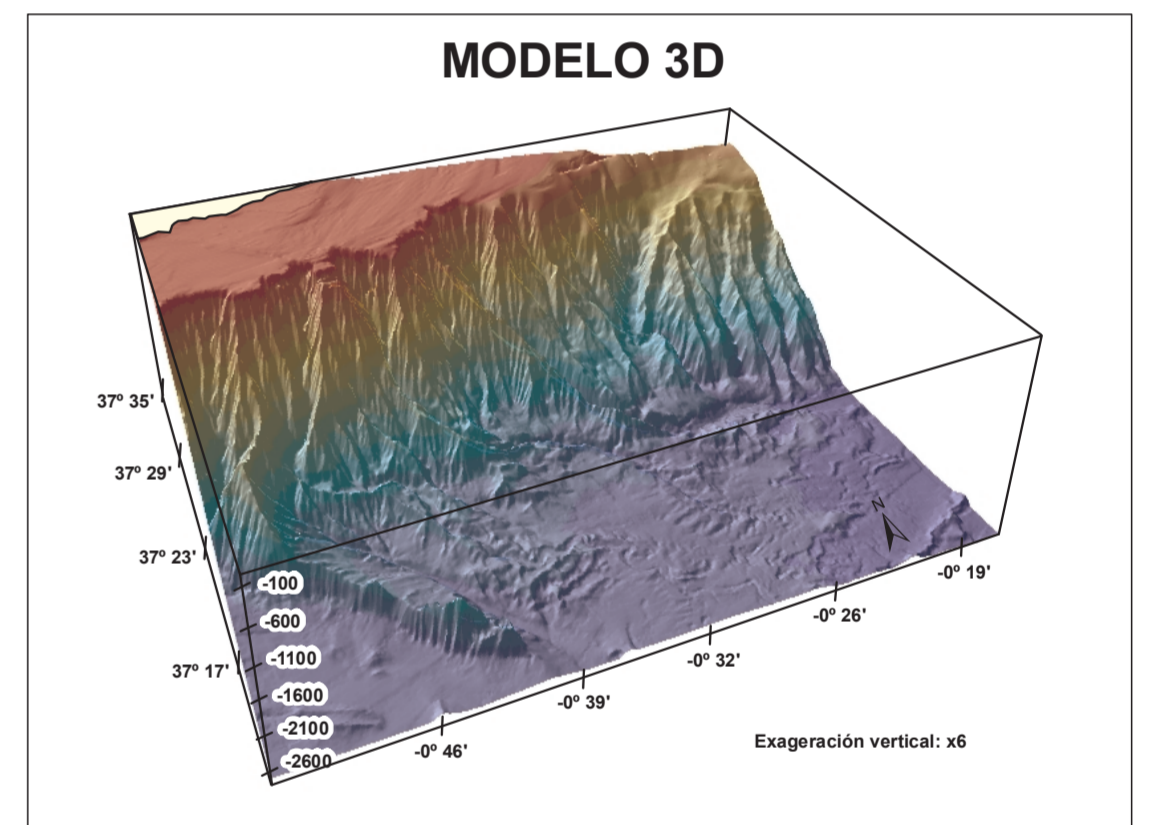 MODELO 3D
37º 35'
37º 29'
37º 23'
37º 17'
-100
-600
-1100
-1600
-2100
-2600
-0º 46'
-0º 39'
-0º 32'
-0º 26'
-0º 19'
N
Exageración vertical: x6